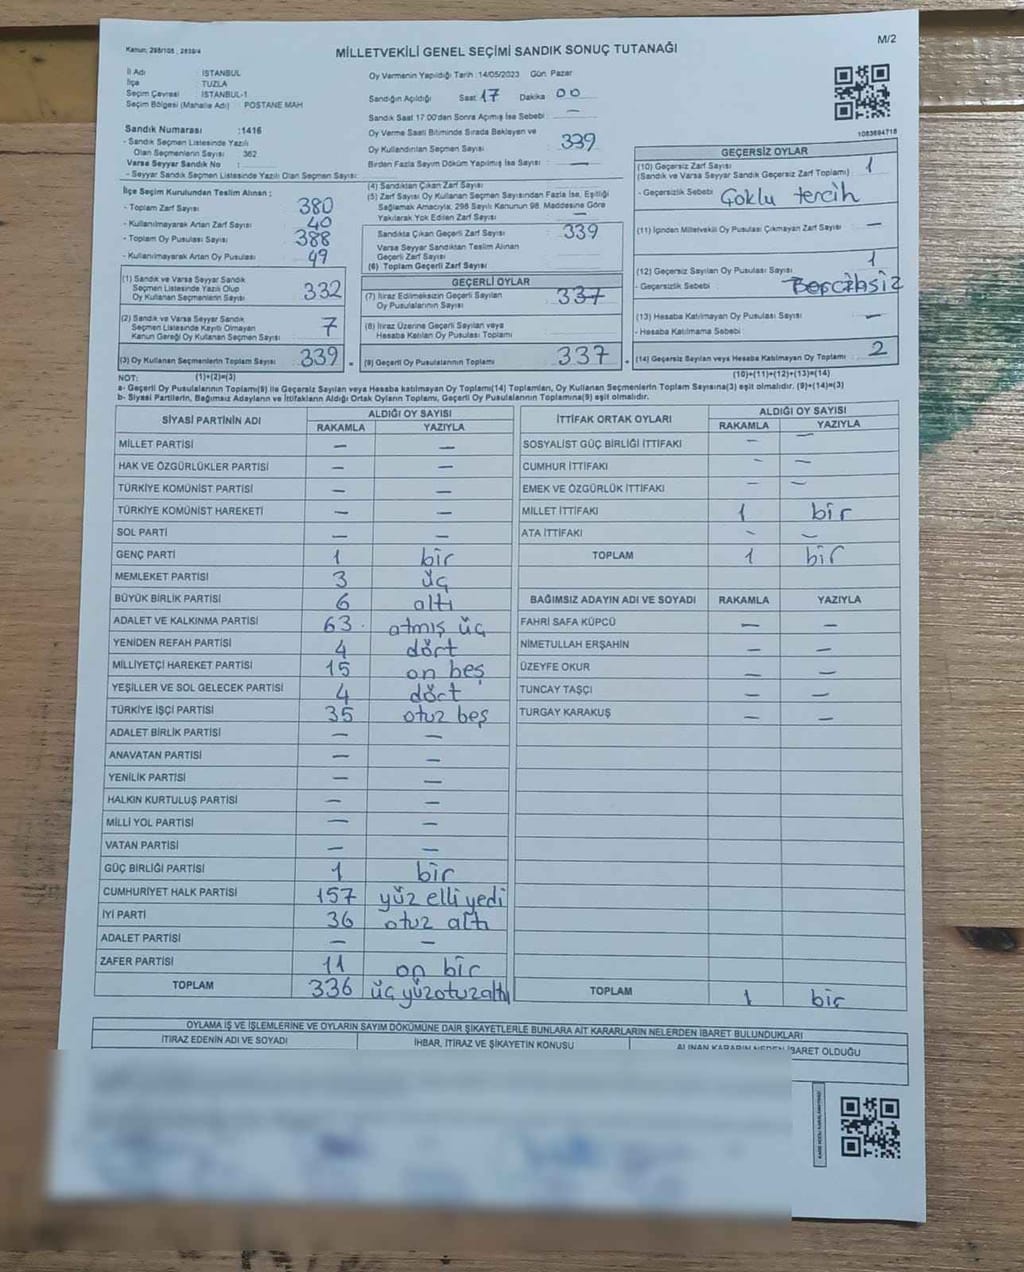 Kanun: 298/105 , 2839/4
MİLLETVEKİLİ GENEL SEÇİMİ SANDIK SONUÇ TUTANAĞI
M/2
İl Adı : İSTANBUL
İlçe : TUZLA
Seçim Çevresi : İSTANBUL-1
Seçim Bölgesi (Mahalle Adı) : POSTANE MAH
Oy Vermenin Yapıldığı Tarih : 14/05/2023 Gün: Pazar
Sandığın Açıldığı Saat 17 Dakika 00
Sandık Saat 17:00'den Sonra Açımış İse Sebebi : —
Oy Verme Saati Bitiminde Sırada Bekleyen ve
Oy Kullandırılan Seçmen Sayısı : 339
Birden Fazla Sayım Döküm Yapılmış İsa Sayısı : —
1083694718
Sandık Numarası :1416
- Sandık Seçmen Listesinde Yazılı
Olan Seçmenlerin Sayısı 362
Varsa Seyyar Sandık No :
- Seyyar Sandık Seçmen Listesinde Yazılı Olan Seçmen Sayısı:
İlçe Seçim Kurulundan Teslim Alınan ;
- Toplam Zarf Sayısı : 380
- Kullanılmayarak Artan Zarf Sayısı : 40
- Toplam Oy Pusulası Sayısı : 388
- Kullanılmayarak Artan Oy Pusulası : 49
(1) Sandık ve Varsa Seyyar Sandık
Seçmen Listesinde Yazılı Olup
Oy Kullanan Seçmenlerin Sayısı 332
(2) Sandık ve Varsa Seyyar Sandık
Seçmen Listesinde Kayıtlı Olmayan
Kanun Gereği Oy Kullanan Seçmen Sayısı 7
(3) Oy Kullanan Seçmenlerin Toplam Sayısı 339
(4) Sandıktan Çıkan Zarf Sayısı
(5) Zarf Sayısı Oy Kullanan Seçmen Sayısından Fazla İse, Eşitliği
Sağlamak Amacıyla, 298 Sayılı Kanunun 98. Maddesine Göre
Yakılarak Yok Edilen Zarf Sayısı —
Sandıkta Çıkan Geçerli Zarf Sayısı 339
Varsa Seyyar Sandıktan Teslim Alınan
Geçerli Zarf Sayısı
(6) Toplam Geçerli Zarf Sayısı
GEÇERLİ OYLAR
(7) İtiraz Edilmeksizin Geçerli Sayılan
Oy Pusulalarının Sayısı 337
(8) İtiraz Üzerine Geçerli Sayılan veya
Hesaba Katılan Oy Pusulası Toplamı
(9) Geçerli Oy Pusulalarının Toplamı 337
GEÇERSİZ OYLAR
(10) Geçersiz Zarf Sayısı 1
(Sandık ve Varsa Seyyar Sandık Geçersiz Zarf Toplamı)
- Geçersizlik Sebebi : Çoklu tercih
(11) İçinden Milletvekili Oy Pusulası Çıkmayan Zarf Sayısı —
(12) Geçersiz Sayılan Oy Pusulası Sayısı 1
- Geçersizlik Sebebi :
(13) Hesaba Katılmayan Oy Pusulası Sayısı —
- Hesaba Katılmama Sebebi :
(14) Geçersiz Sayılan veya Hesaba Katılmayan Oy Toplamı 2
NOT: (1)+(2)=(3) (10)+(11)+(12)+(13)=(14)
a- Geçerli Oy Pusulalarının Toplamı(9) ile Geçersiz Sayılan veya Hesaba katılmayan Oy Toplamı(14) Toplamları, Oy Kullanan Seçmenlerin Toplam Sayısına(3) eşit olmalıdır. (9)+(14)=(3)
b- Siyasi Partilerin, Bağımsız Adayların ve İttifakların Aldığı Ortak Oyların Toplamı, Geçerli Oy Pusulalarının Toplamına(9) eşit olmalıdır.
SİYASİ PARTİNİN ADI ALDIĞI OY SAYISI
RAKAMLA YAZIYLA
MİLLET PARTİSİ — —
HAK VE ÖZGÜRLÜKLER PARTİSİ — —
TÜRKİYE KOMÜNİST PARTİSİ — —
TÜRKİYE KOMÜNİST HAREKETİ — —
SOL PARTİ — —
GENÇ PARTİ 1 bir
MEMLEKET PARTİSİ 3 üç
BÜYÜK BİRLİK PARTİSİ 6 altı
ADALET VE KALKINMA PARTİSİ 63 atmış üç
YENİDEN REFAH PARTİSİ 4 dört
MİLLİYETÇİ HAREKET PARTİSİ 15 on beş
YEŞİLLER VE SOL GELECEK PARTİSİ 4 dört
TÜRKİYE İŞÇİ PARTİSİ 35 otuz beş
ADALET BİRLİK PARTİSİ — —
ANAVATAN PARTİSİ — —
YENİLİK PARTİSİ — —
HALKIN KURTULUŞ PARTİSİ — —
MİLLİ YOL PARTİSİ — —
VATAN PARTİSİ — —
GÜÇ BİRLİĞİ PARTİSİ 1 bir
CUMHURİYET HALK PARTİSİ 157 yüz elli yedi
İYİ PARTİ 36 otuz altı
ADALET PARTİSİ — —
ZAFER PARTİSİ 11 on bir
TOPLAM 336 üç yüzotuzaltı
İTTİFAK ORTAK OYLARI ALDIĞI OY SAYISI
RAKAMLA YAZIYLA
SOSYALİST GÜÇ BİRLİĞİ İTTİFAKI — —
CUMHUR İTTİFAKI — —
EMEK VE ÖZGÜRLÜK İTTİFAKI — —
MİLLET İTTİFAKI 1 bir
ATA İTTİFAKI — —
TOPLAM 1 bir
BAĞIMSIZ ADAYIN ADI VE SOYADI RAKAMLA YAZIYLA
FAHRİ SAFA KÜPCÜ — —
NİMETULLAH ERŞAHİN — —
ÜZEYFE OKUR — —
TUNCAY TAŞÇI — —
TURGAY KARAKUŞ — —
TOPLAM 1 bir
OYLAMA İŞ VE İŞLEMLERİNE VE OYLARIN SAYIM DÖKÜMÜNE DAİR ŞİKAYETLERLE BUNLARA AİT KARARLARIN NELERDEN İBARET BULUNDUKLARI
İTİRAZ EDENİN ADI VE SOYADI İHBAR, İTİRAZ VE ŞİKAYETİN KONUSU ALINAN KARARIN NEDEN İBARET OLDUĞU